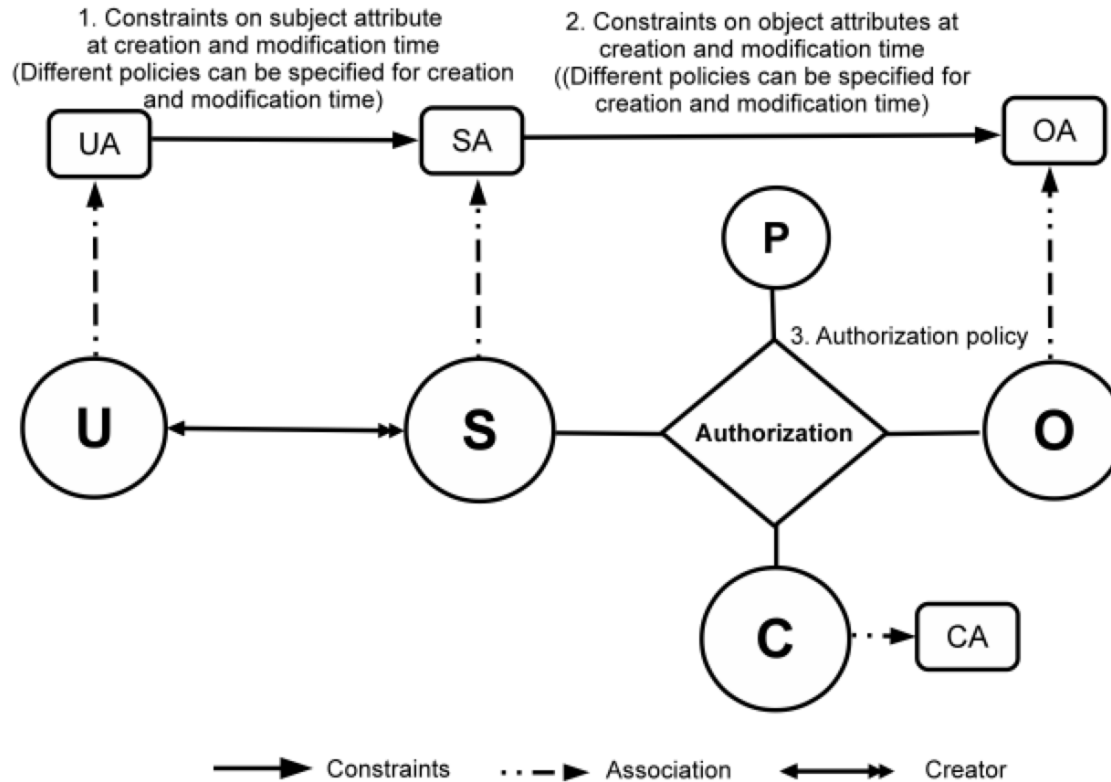 1. Constraints on subject attribute
at creation and modification time
(Different policies can be specified for creation
and modification time)
2. Constraints on object attributes at
creation and modification time
((Different policies can be specified for
creation and modification time)
UA
SA
OA
P
3. Authorization policy
U
S
Authorization
O
C
CA
Constraints
Association
Creator